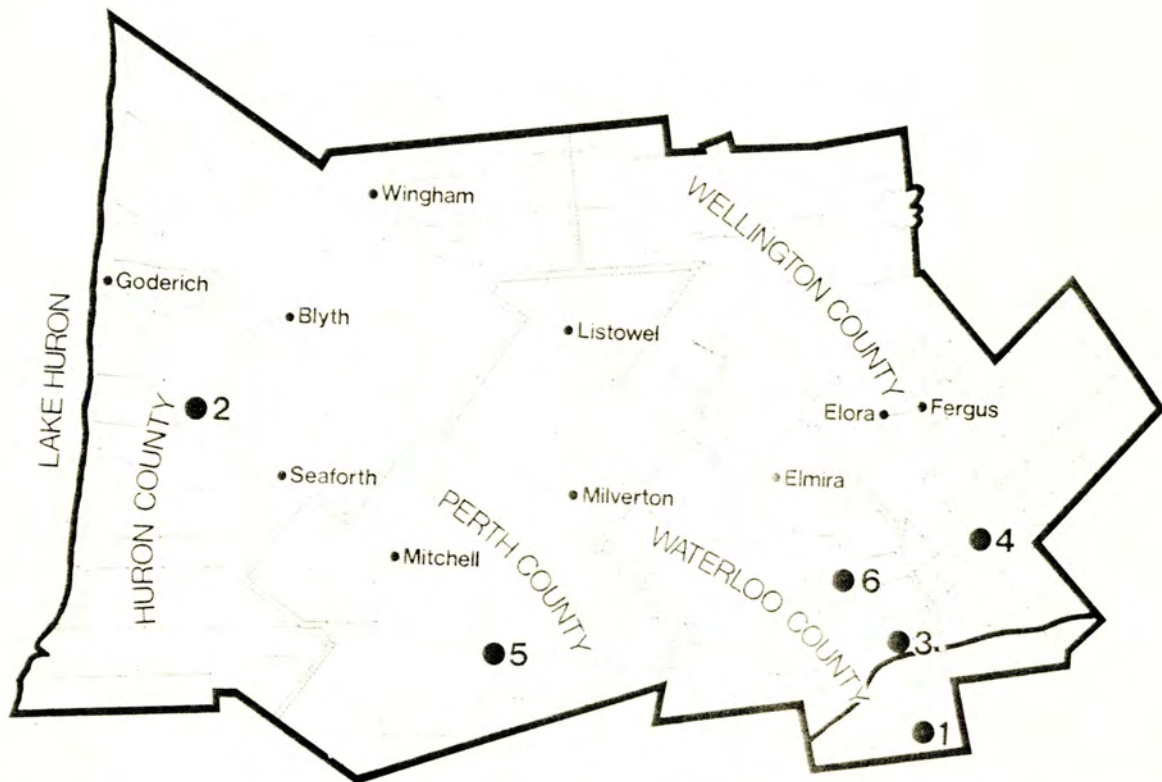 Wingham
WELLINGTON COUNTY
Goderich
Blyth
Listowel
LAKE HURON
HURON COUNTY
2
Elora
Fergus
Seaforth
PERTH COUNTY
Milverton
Elmira
WATERLOO COUNTY
4
Mitchell
6
5
3
1